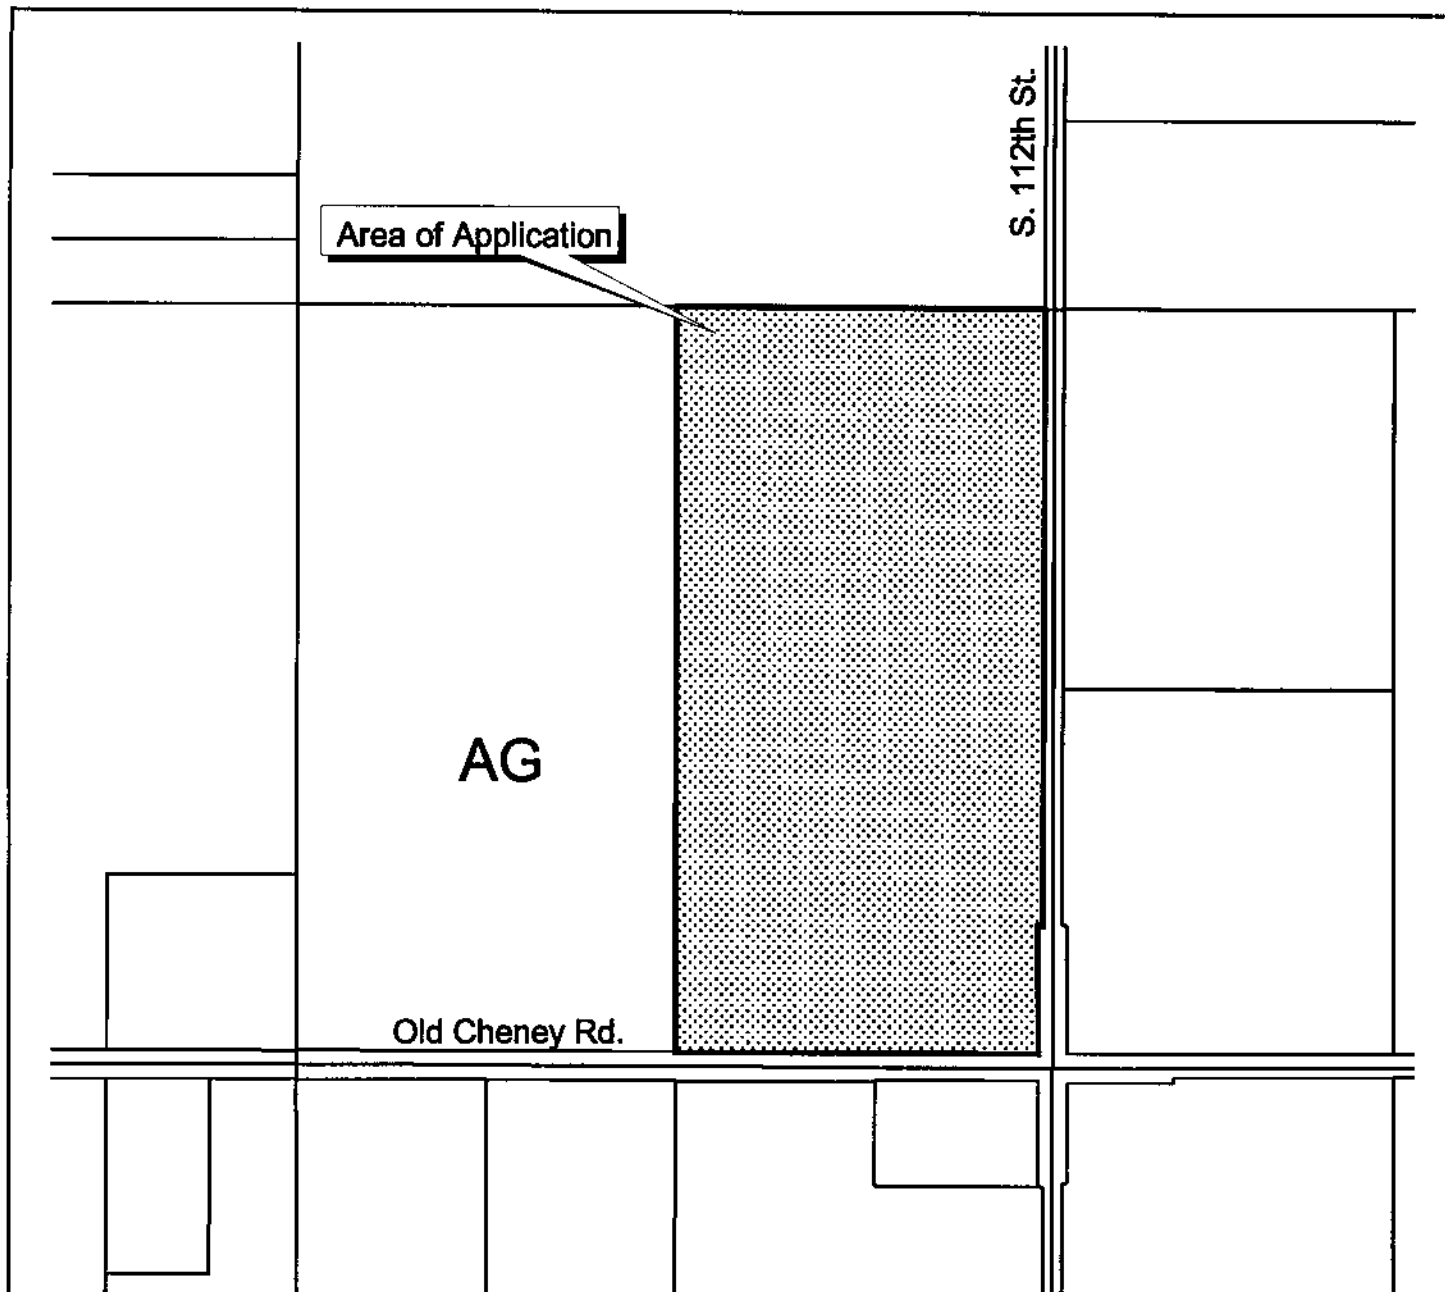 S. 112th St.
Area of Application
AG
Old Cheney Rd.